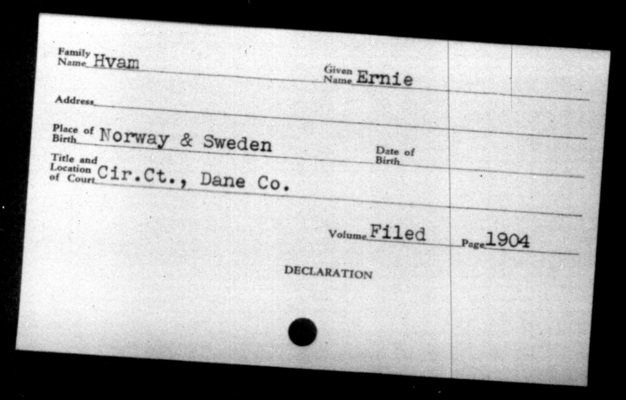 Family Name Hvam Given Name Ernie
Address
Place of Birth Norway & Sweden Date of Birth
Title and Location of Court Cir.Ct., Dane Co.
Volume Filed Page 1904
DECLARATION